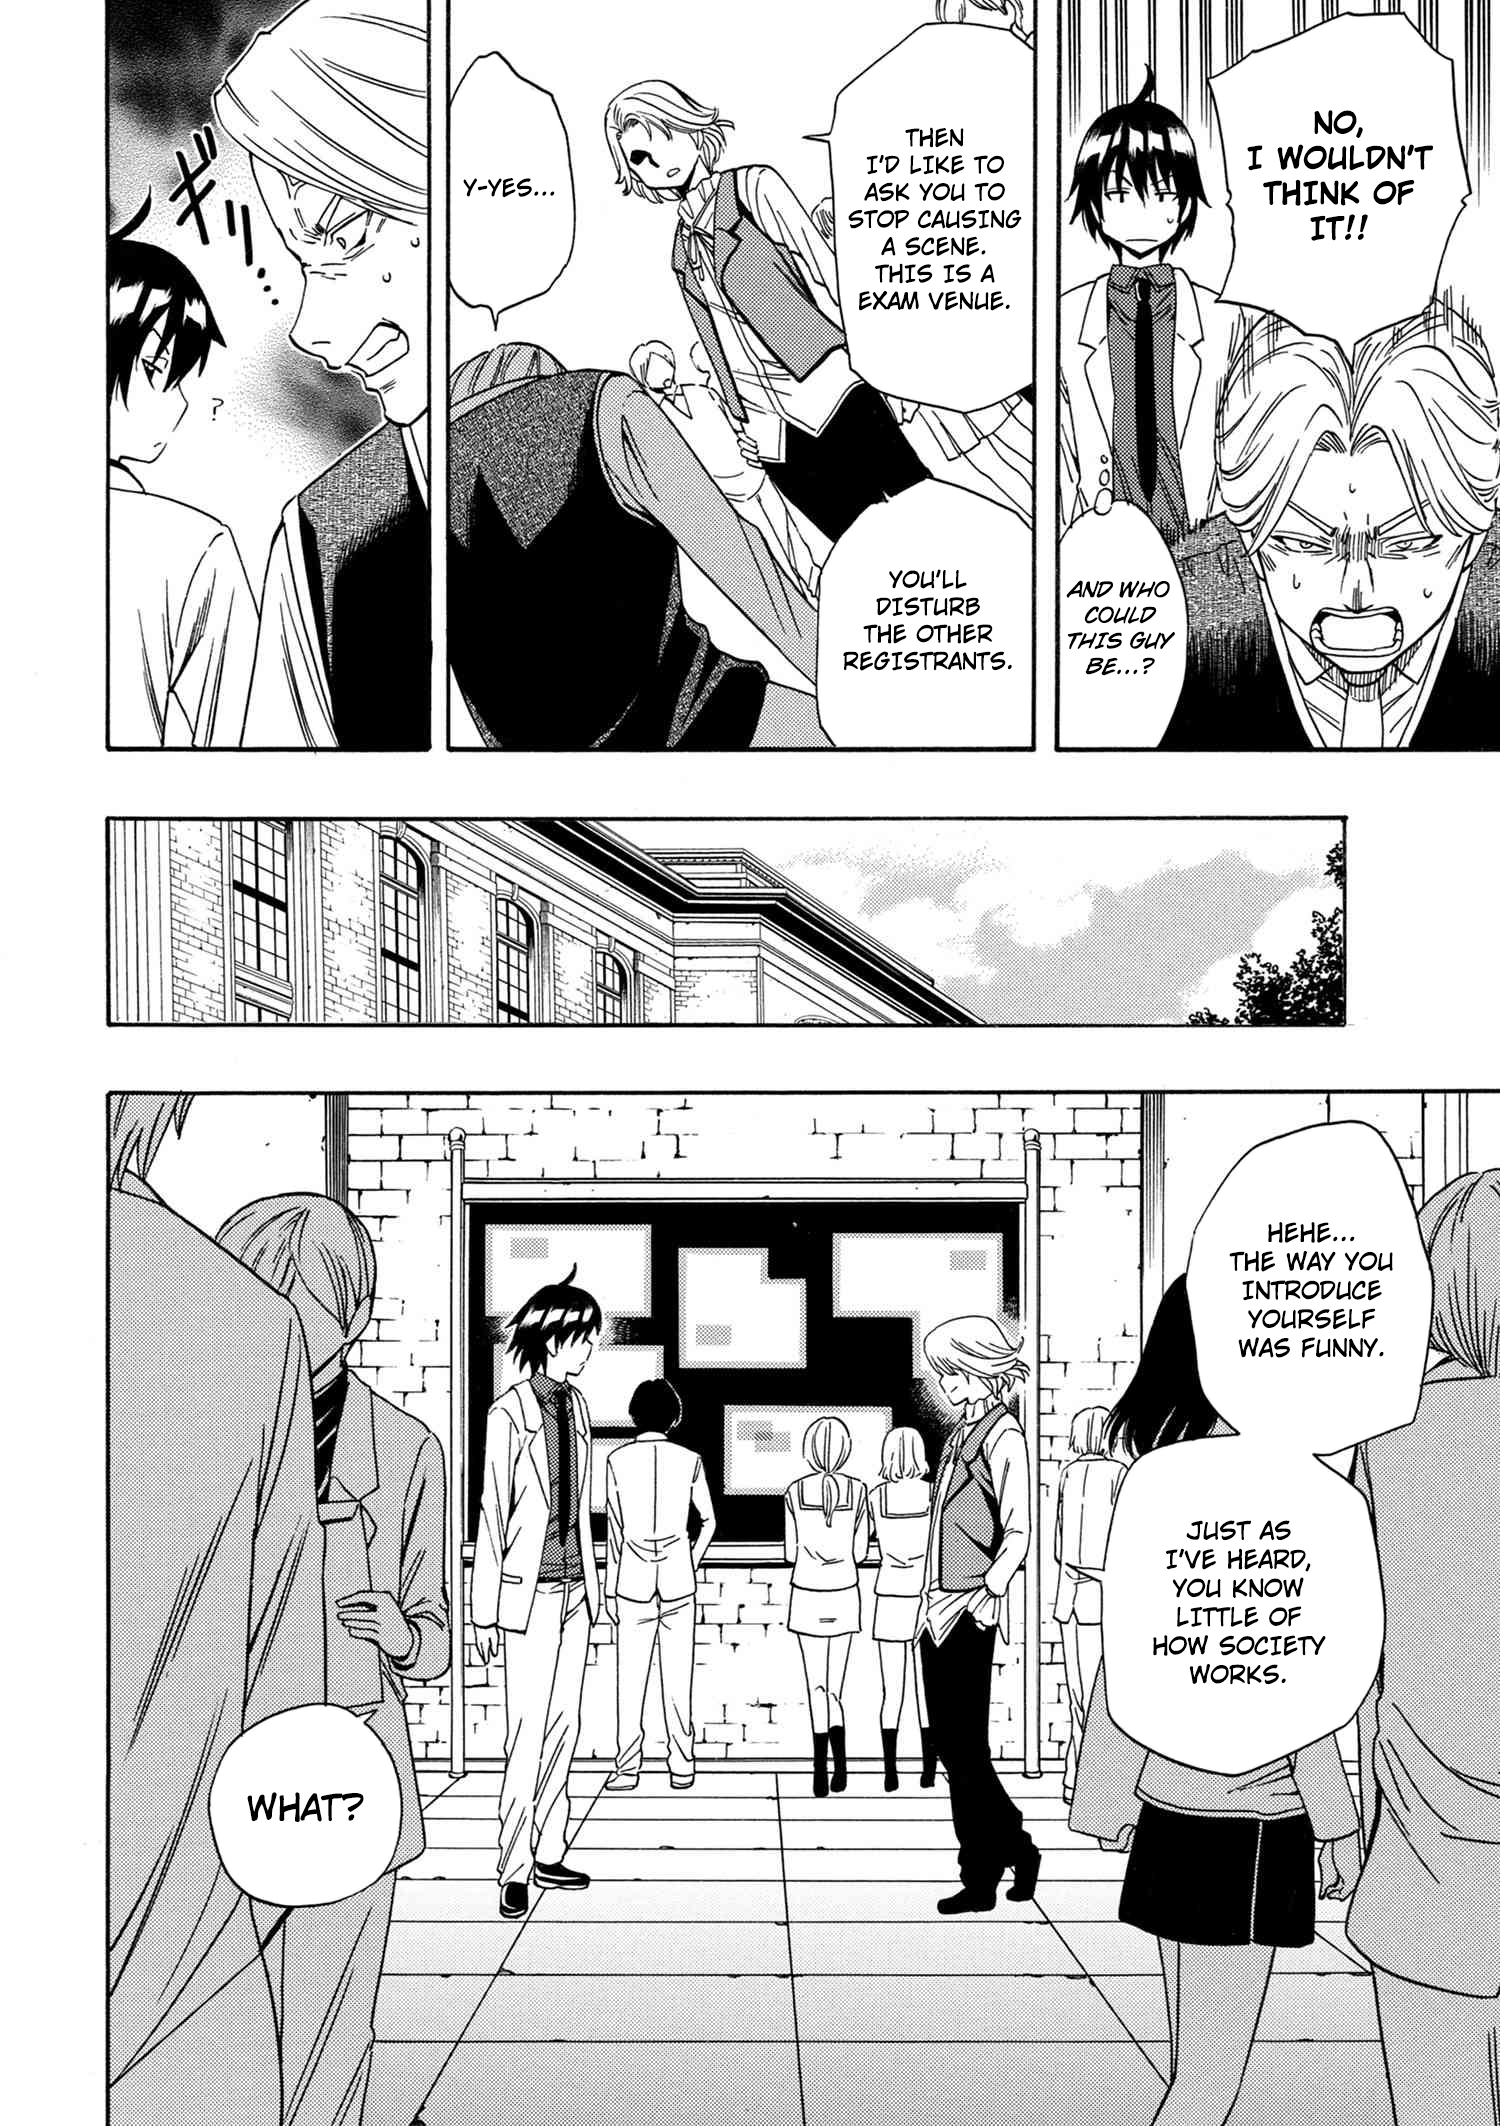 NO,
I WOULDN'T
THINK OF
IT!!
AND WHO
COULD
THIS GUY
BE...?
THEN
I'D LIKE TO
ASK YOU TO
STOP CAUSING
A SCENE.
THIS IS A
EXAM VENUE.
YOU'LL
DISTURB
THE OTHER
REGISTRANTS.
Y-YES...
ギリ...
?
HEHE...
THE WAY YOU
INTRODUCE
YOURSELF
WAS FUNNY.
JUST AS
I'VE HEARD,
YOU KNOW
LITTLE OF
HOW SOCIETY
WORKS.
WHAT?